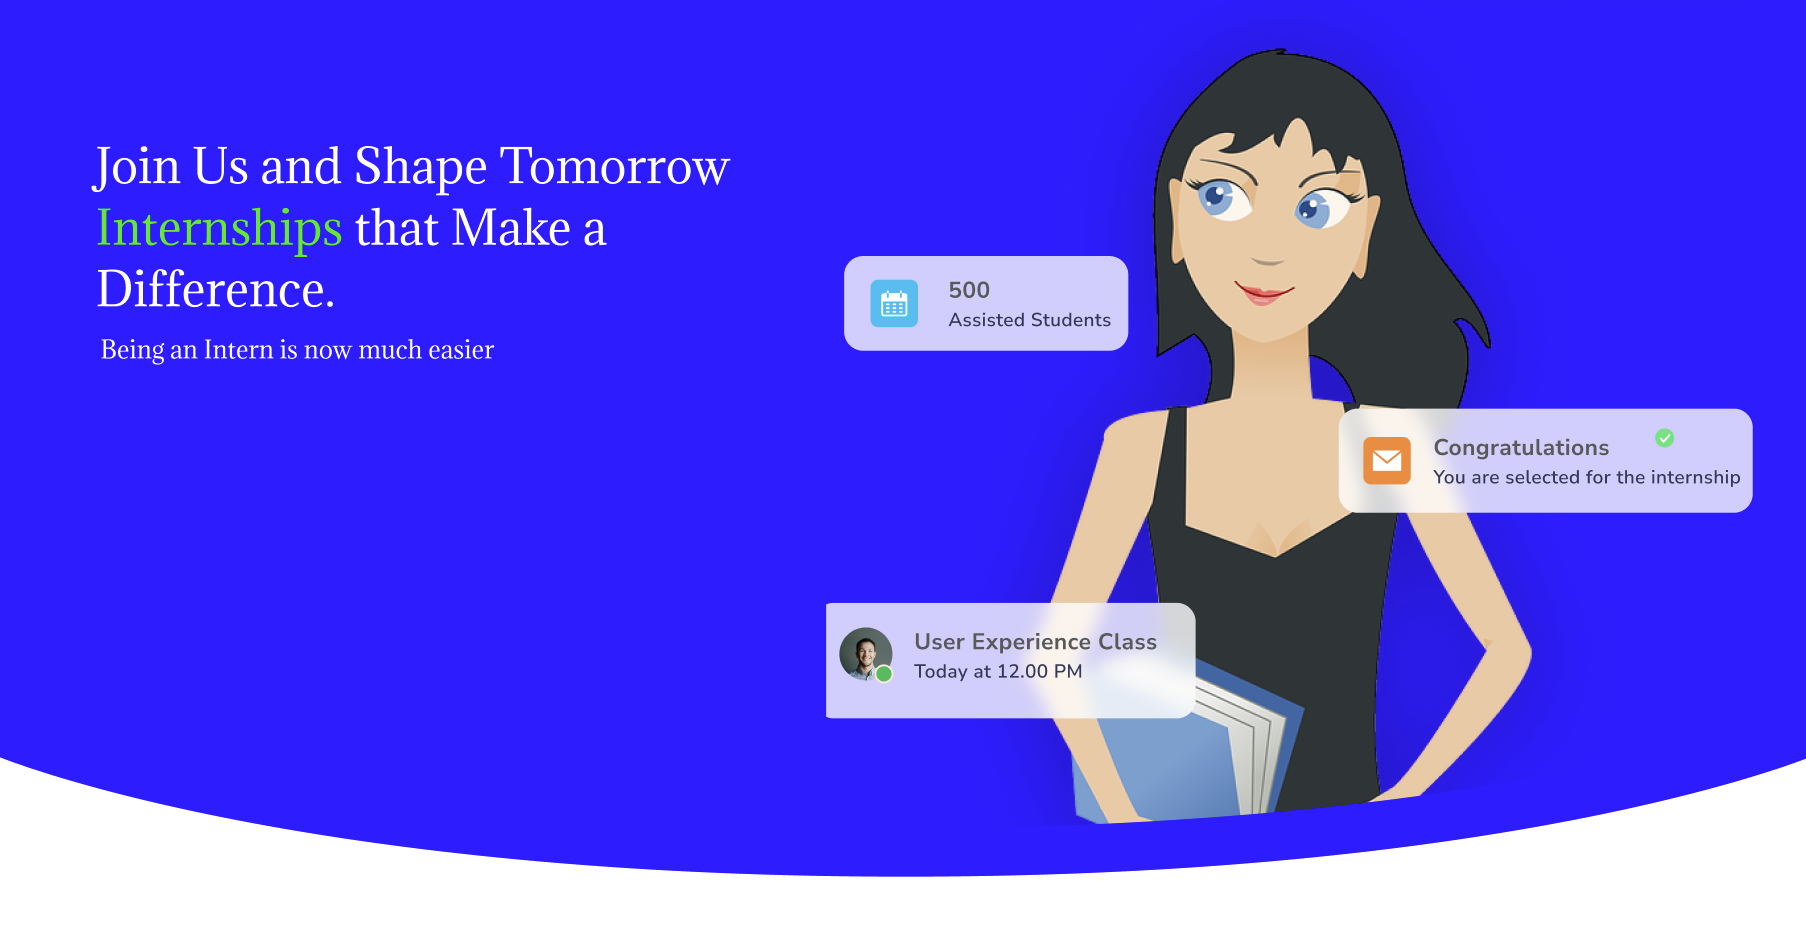 Join Us and Shape Tomorrow
Internships that Make a
Difference.
Being an Intern is now much easier
500
Assisted Students
Congratulations
You are selected for the internship
User Experience Class
Today at 12.00 PM